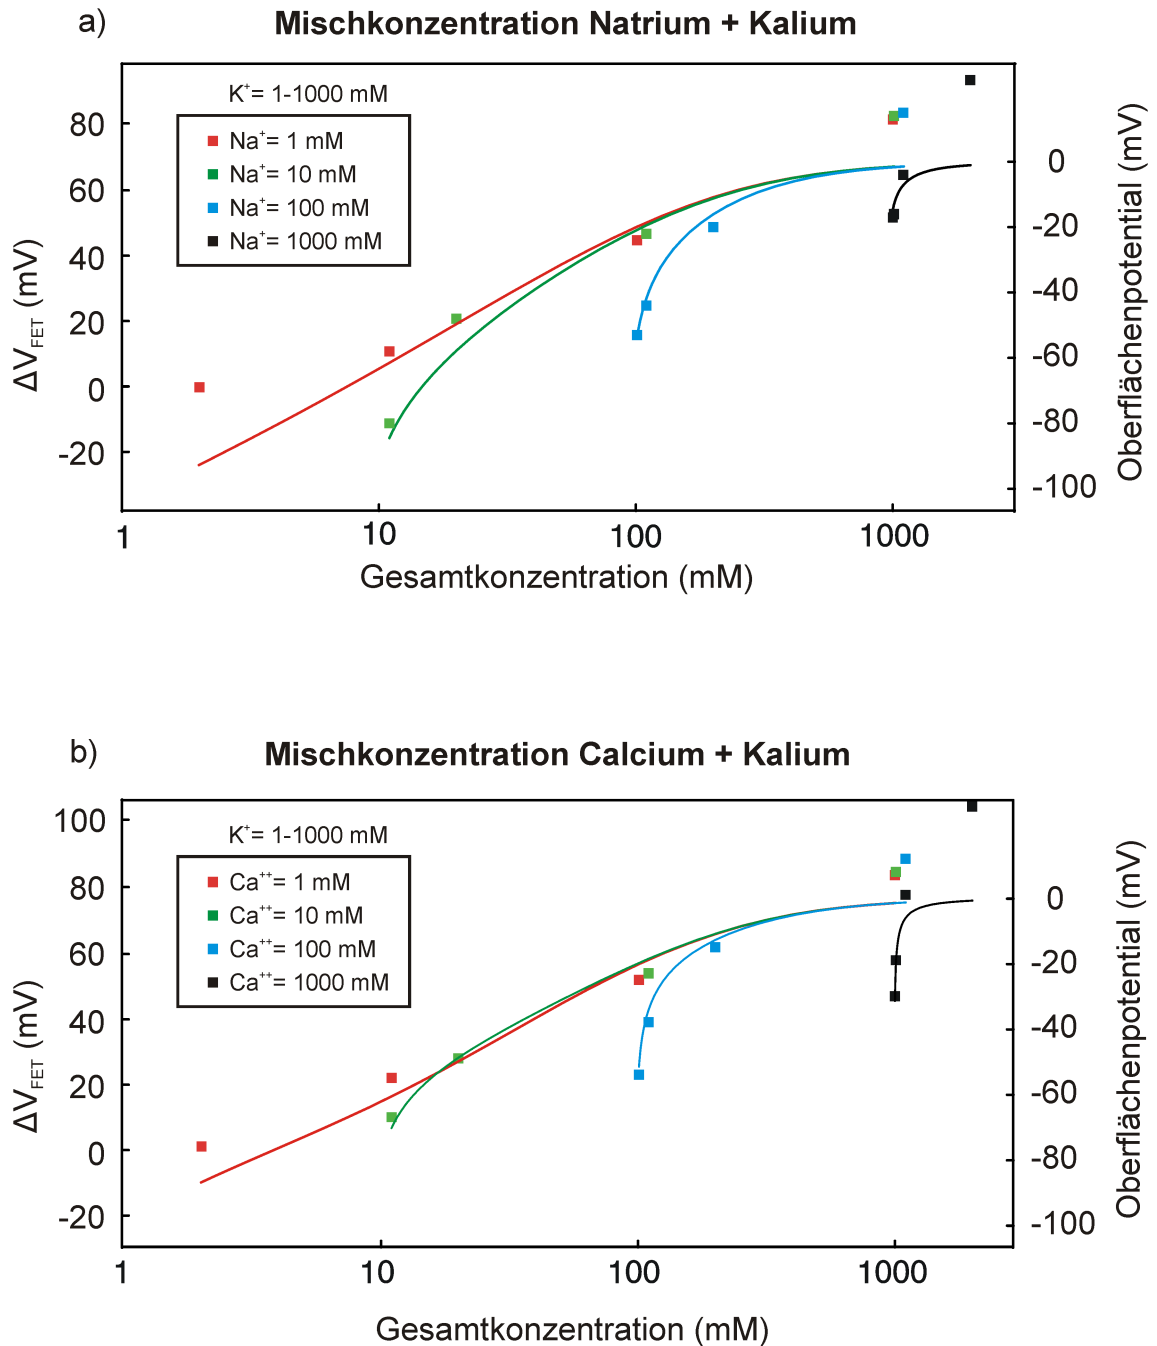 a)
Mischkonzentration Natrium + Kalium
K⁺= 1-1000 mM
Na⁺= 1 mM
Na⁺= 10 mM
Na⁺= 100 mM
Na⁺= 1000 mM
80
60
40
20
0
-20
ΔV_FET (mV)
0
-20
-40
-60
-80
-100
Oberflächenpotential (mV)
1
10
100
1000
Gesamtkonzentration (mM)
b)
Mischkonzentration Calcium + Kalium
K⁺= 1-1000 mM
Ca⁺⁺= 1 mM
Ca⁺⁺= 10 mM
Ca⁺⁺= 100 mM
Ca⁺⁺= 1000 mM
100
80
60
40
20
0
-20
ΔV_FET (mV)
0
-20
-40
-60
-80
-100
Oberflächenpotential (mV)
1
10
100
1000
Gesamtkonzentration (mM)